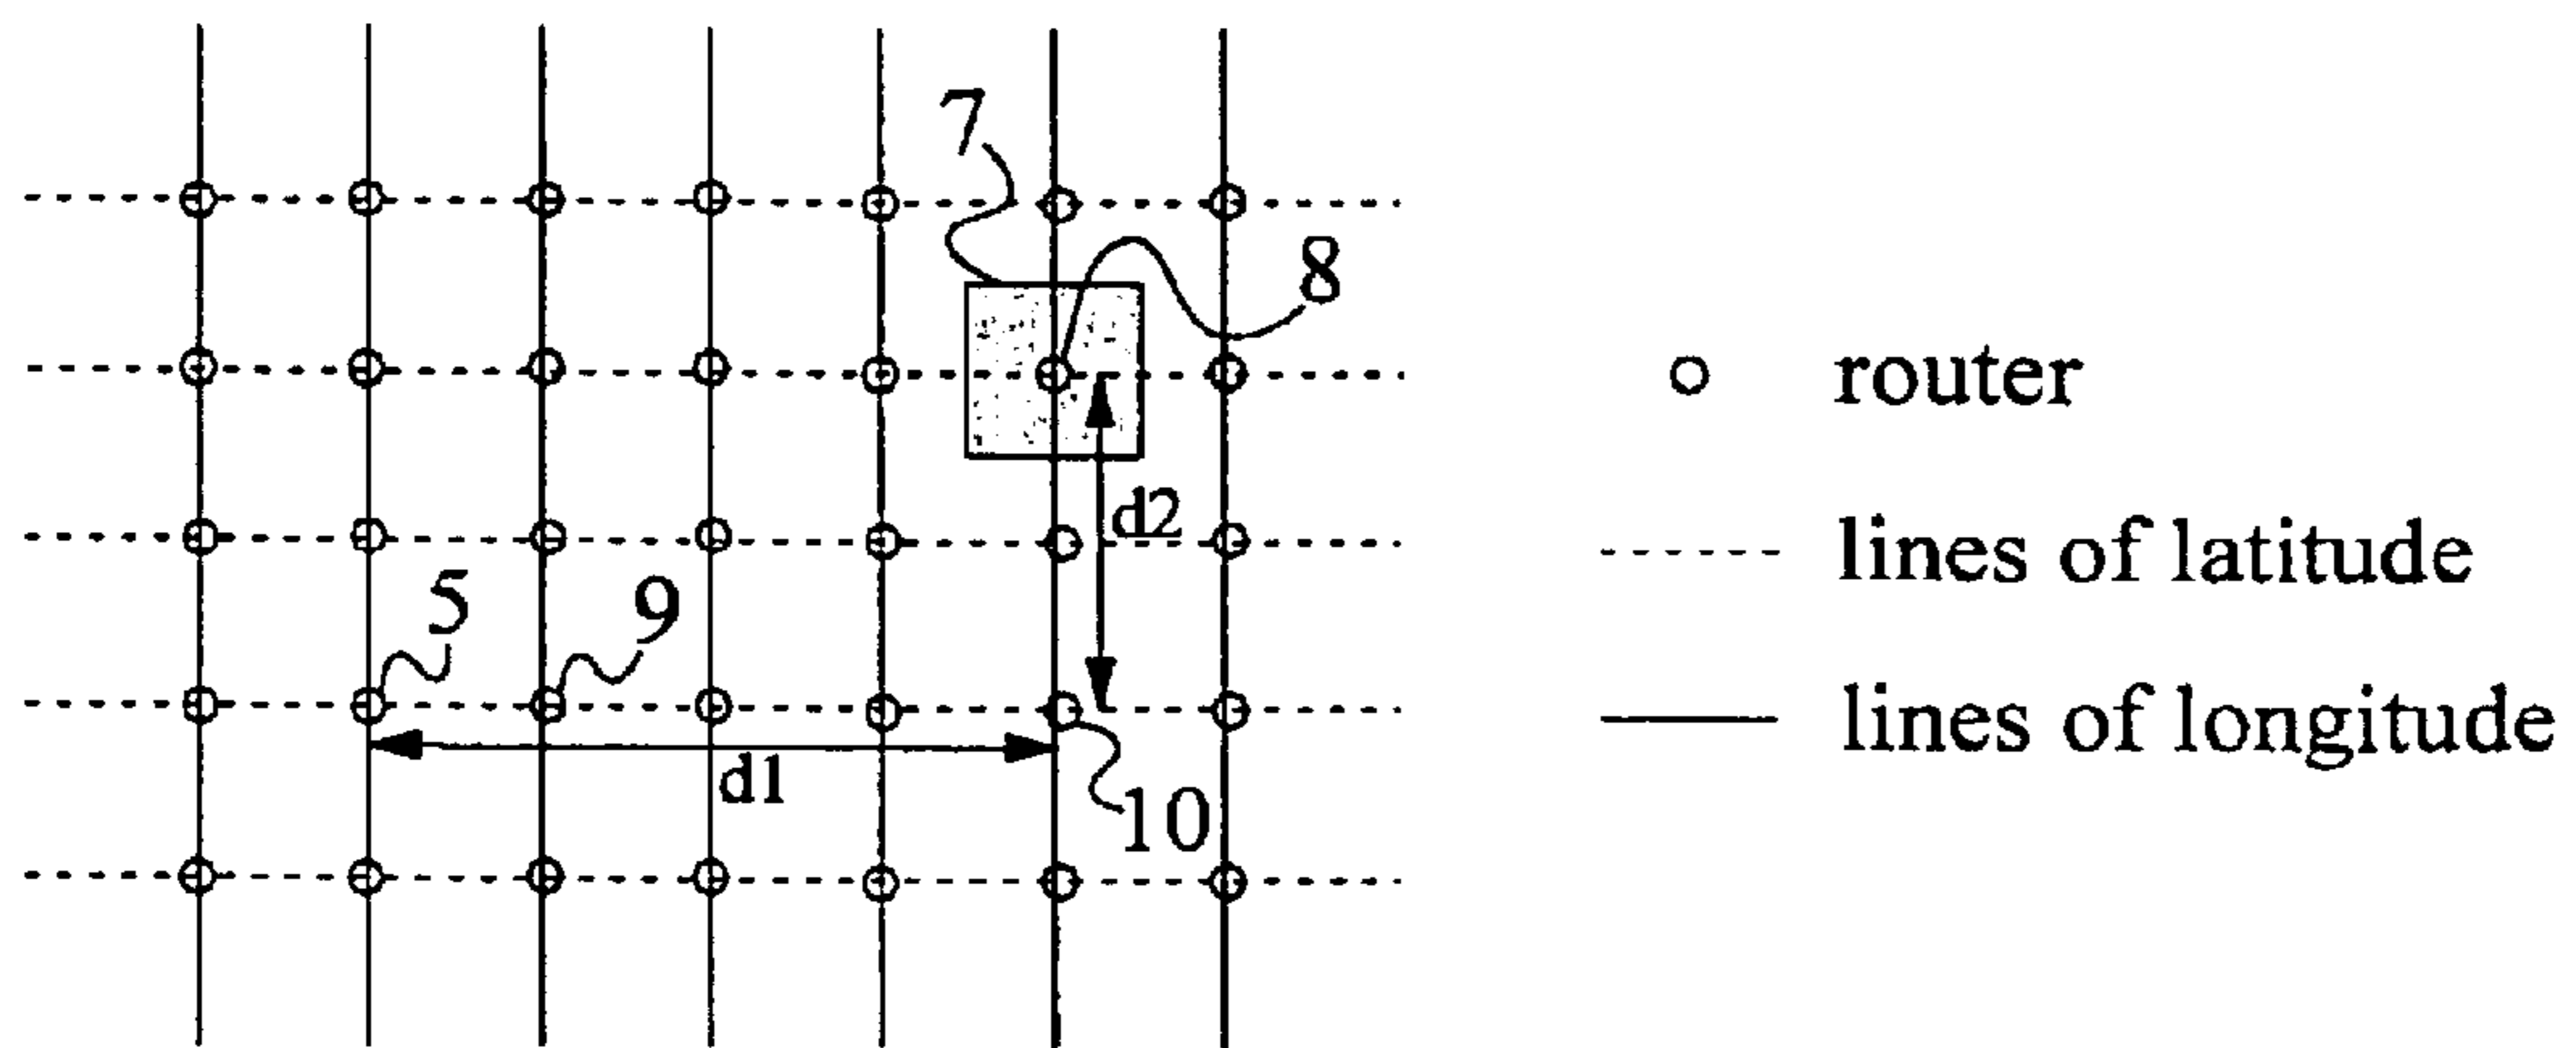 7
8
router
d2
lines of latitude
5
9
lines of longitude
d1
10